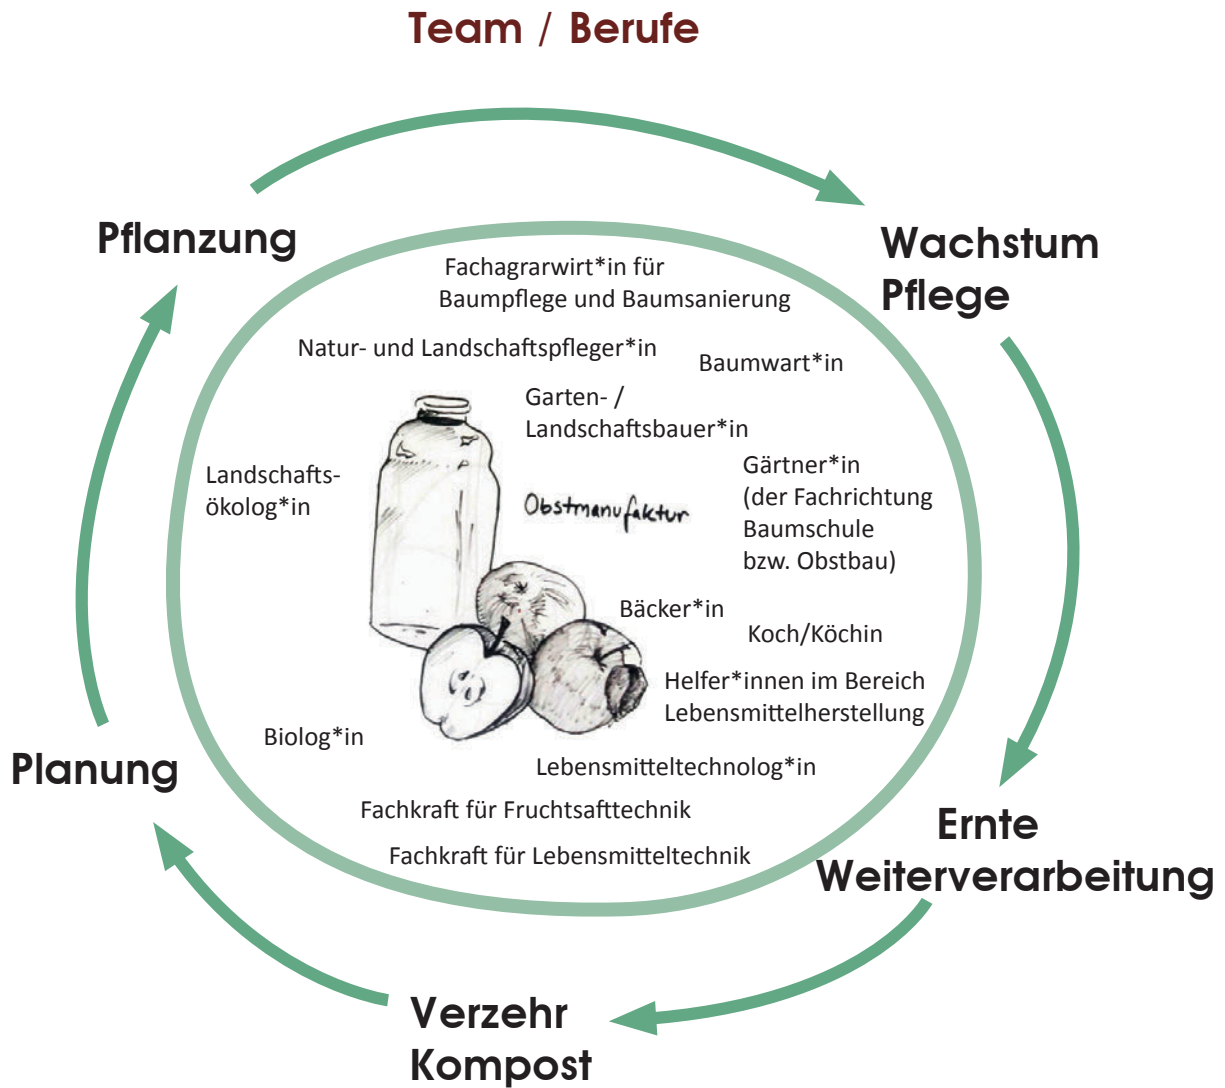 Team / Berufe
Pflanzung
Wachstum
Pflege
Fachagrarwirt*in für
Baumpflege und Baumsanierung
Natur- und Landschaftspfleger*in
Baumwart*in
Garten- /
Landschaftsbauer*in
Landschafts-
ökolog*in
Gärtner*in
(der Fachrichtung
Baumschule
bzw. Obstbau)
Obstmanufaktur
Bäcker*in
Koch/Köchin
Helfer*innen im Bereich
Lebensmittelherstellung
Biolog*in
Lebensmitteltechnolog*in
Planung
Fachkraft für Fruchtsafttechnik
Fachkraft für Lebensmitteltechnik
Ernte
Weiterverarbeitung
Verzehr
Kompost